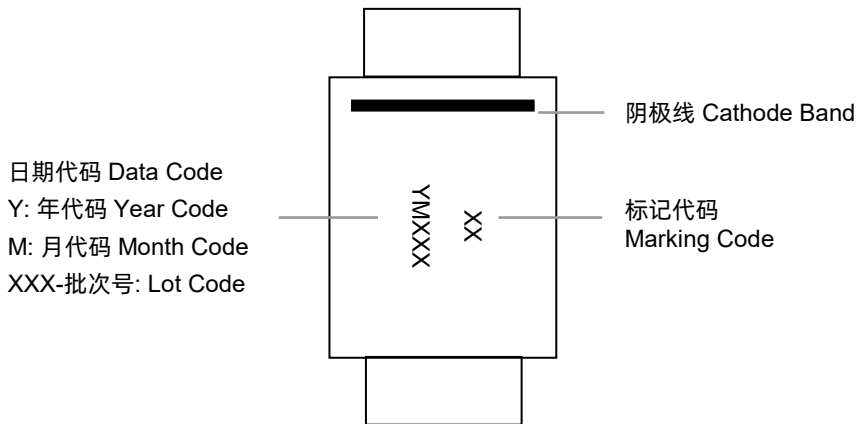 阴极线 Cathode Band
日期代码 Data Code
Y: 年代码 Year Code
M: 月代码 Month Code
XXX-批次号: Lot Code
YMXXX
XX
标记代码
Marking Code